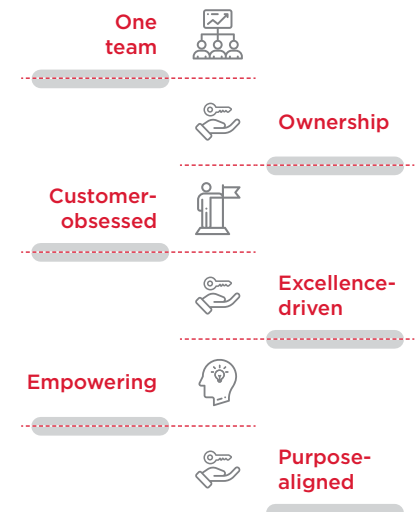 One
team
Ownership
Customer-
obsessed
Excellence-
driven
Empowering
Purpose-
aligned